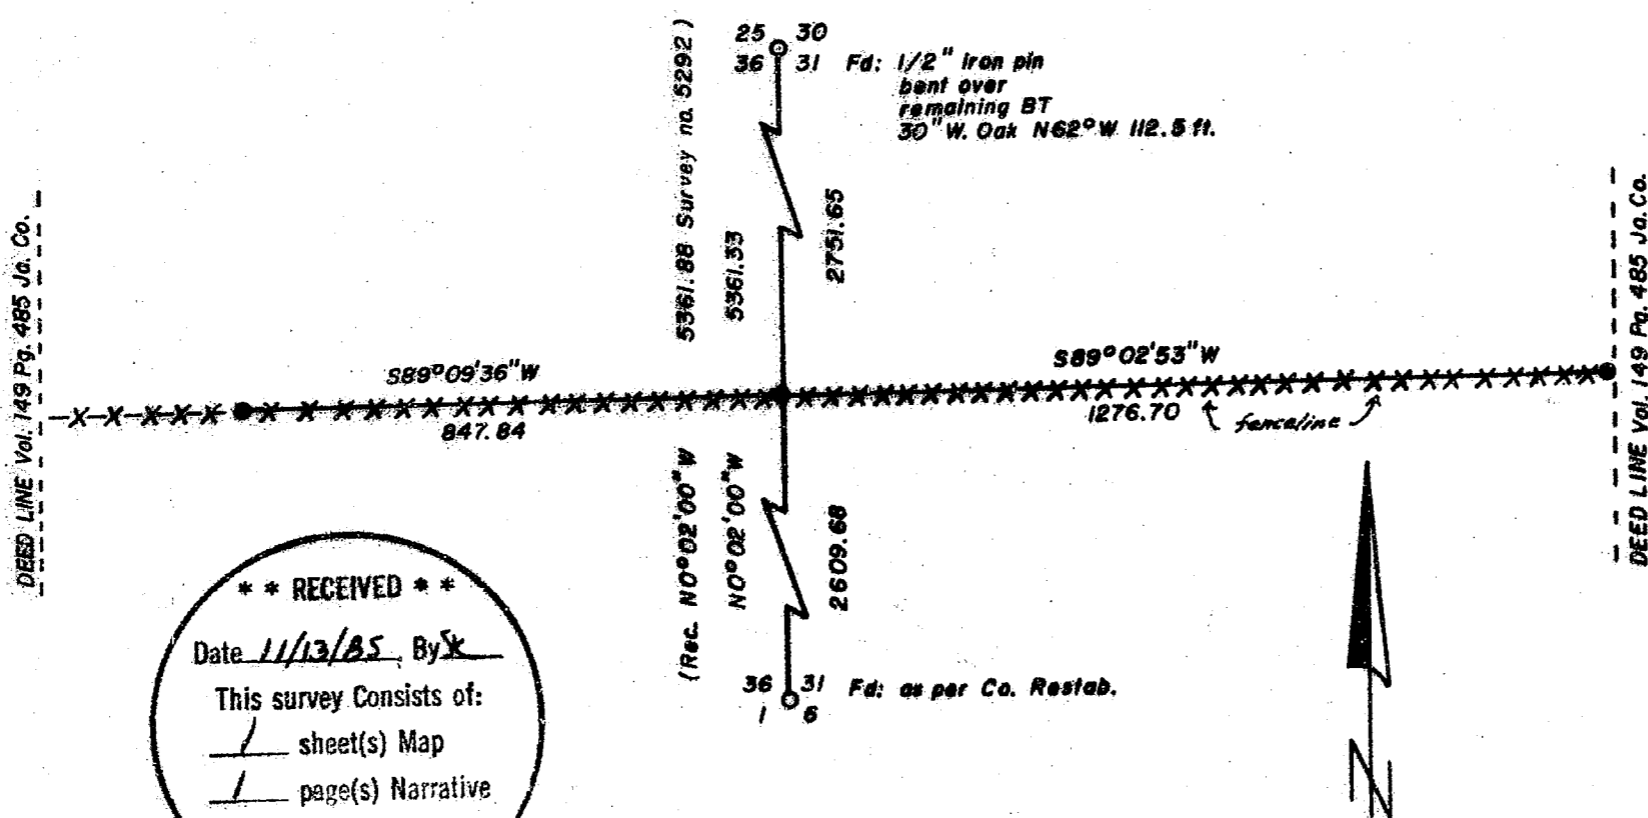 25 30
36 31
Fd: 1/2" iron pin
bent over
remaining BT
30" W. Oak N62°W 112.5 ft.
(Rec. N0°02'00"W 5361.88 Survey no. 5292)
N0°02'00"W 5361.33
2751.65
2609.68
DEED LINE Vol. 149 Pg. 485 Ja. Co.
S89°09'36"W
847.84
S89°02'53"W
1276.70
fenceline
DEED LINE Vol. 149 Pg. 485 Ja. Co.
36 31
1 6
Fd: as per Co. Restab.
* * RECEIVED * *
Date 11/13/85 By
This survey Consists of:
1 sheet(s) Map
1 page(s) Narrative
N